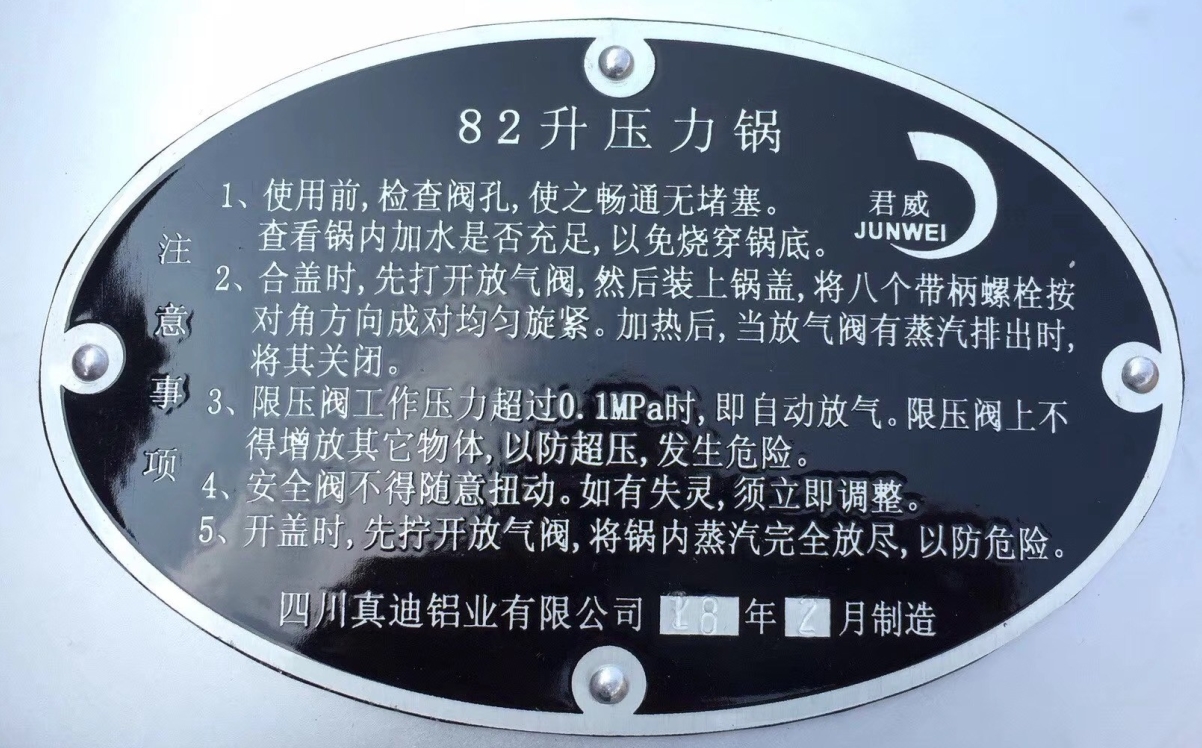 82升压力锅
君威
JUNWEI
注意事项
1、使用前,检查阀孔,使之畅通无堵塞。
查看锅内加水是否充足,以免烧穿锅底。
2、合盖时,先打开放气阀,然后装上锅盖,将八个带柄螺栓按
对角方向成对均匀旋紧。加热后,当放气阀有蒸汽排出时,
将其关闭。
3、限压阀工作压力超过0.1MPa时,即自动放气。限压阀上不
得增放其它物体,以防超压,发生危险。
4、安全阀不得随意扭动。如有失灵,须立即调整。
5、开盖时,先拧开放气阀,将锅内蒸汽完全放尽,以防危险。
四川真迪铝业有限公司 18 年 2 月制造